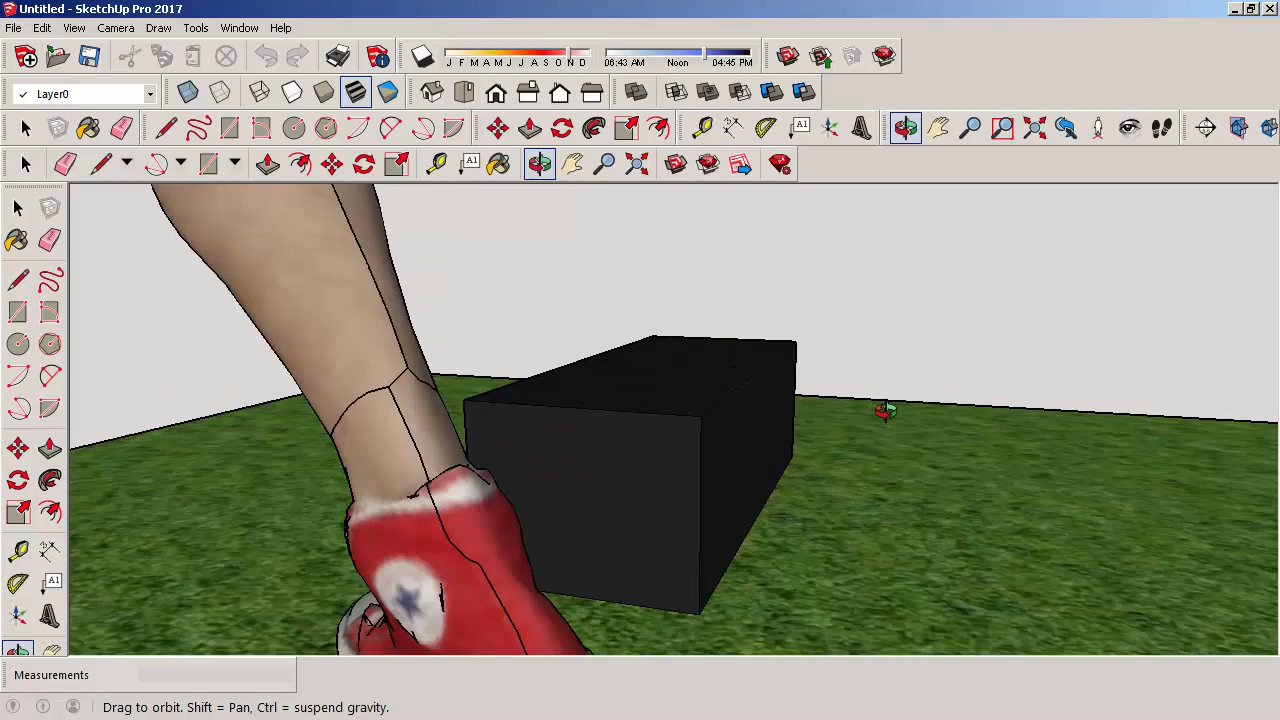 Untitled - SketchUp Pro 2017
File Edit View Camera Draw Tools Window Help
J F M A M J J A S O N D 06:43 AM Noon 04:45 PM
✓ Layer0
A1
A1
A1
Measurements
Drag to orbit. Shift = Pan, Ctrl = suspend gravity.